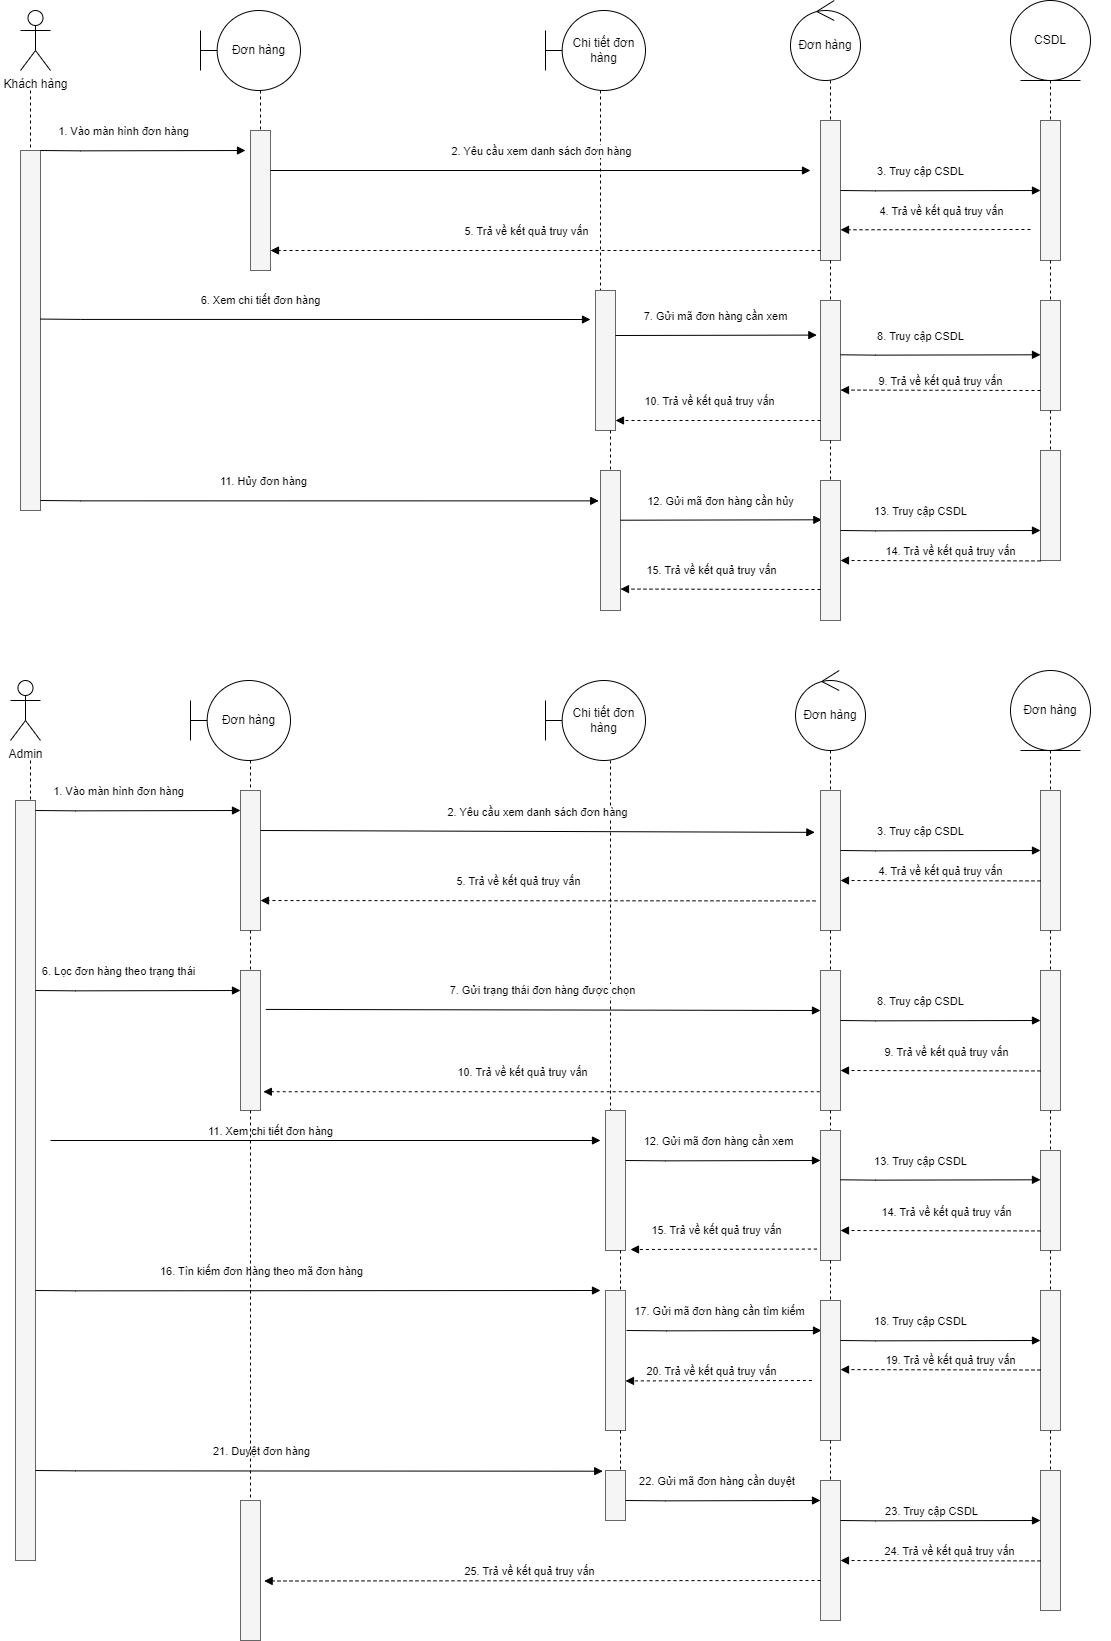 Khách hàng
Đơn hàng
Chi tiết đơn
hàng
Đơn hàng
CSDL
1. Vào màn hình đơn hàng
2. Yêu cầu xem danh sách đơn hàng
3. Truy cập CSDL
4. Trả về kết quả truy vấn
5. Trả về kết quả truy vấn
6. Xem chi tiết đơn hàng
7. Gửi mã đơn hàng cần xem
8. Truy cập CSDL
9. Trả về kết quả truy vấn
10. Trả về kết quả truy vấn
11. Hủy đơn hàng
12. Gửi mã đơn hàng cần hủy
13. Truy cập CSDL
14. Trả về kết quả truy vấn
15. Trả về kết quả truy vấn
Admin
Đơn hàng
Chi tiết đơn
hàng
Đơn hàng
Đơn hàng
1. Vào màn hình đơn hàng
2. Yêu cầu xem danh sách đơn hàng
3. Truy cập CSDL
4. Trả về kết quả truy vấn
5. Trả về kết quả truy vấn
6. Lọc đơn hàng theo trạng thái
7. Gửi trạng thái đơn hàng được chọn
8. Truy cập CSDL
9. Trả về kết quả truy vấn
10. Trả về kết quả truy vấn
11. Xem chi tiết đơn hàng
12. Gửi mã đơn hàng cần xem
13. Truy cập CSDL
14. Trả về kết quả truy vấn
15. Trả về kết quả truy vấn
16. Tìn kiếm đơn hàng theo mã đơn hàng
17. Gửi mã đơn hàng cần tìm kiếm
18. Truy cập CSDL
19. Trả về kết quả truy vấn
20. Trả về kết quả truy vấn
21. Duyệt đơn hàng
22. Gửi mã đơn hàng cần duyệt
23. Truy cập CSDL
24. Trả về kết quả truy vấn
25. Trả về kết quả truy vấn